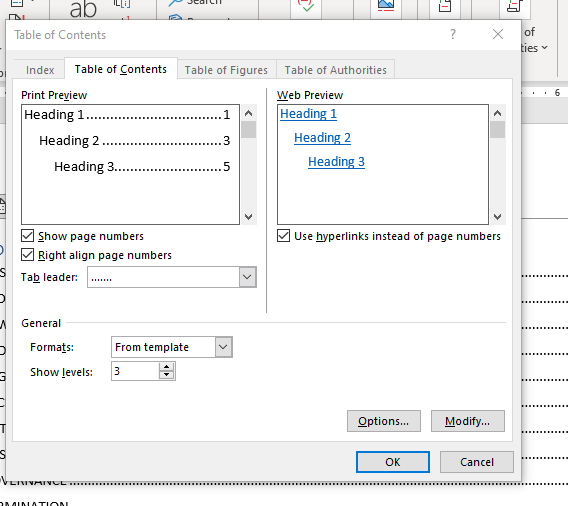 Search
ab
of
ities
6
Table of Contents
?
Index
Table of Contents
Table of Figures
Table of Authorities
Print Preview
Heading 1..................................1
Heading 2 ..............................3
Heading 3...........................5
Web Preview
Heading 1
Heading 2
Heading 3
Show page numbers
Right align page numbers
Use hyperlinks instead of page numbers
Tab leader: .......
General
Formats: From template
Show levels: 3
Options...
Modify...
OK
Cancel
OVERNANCE
RMINATION